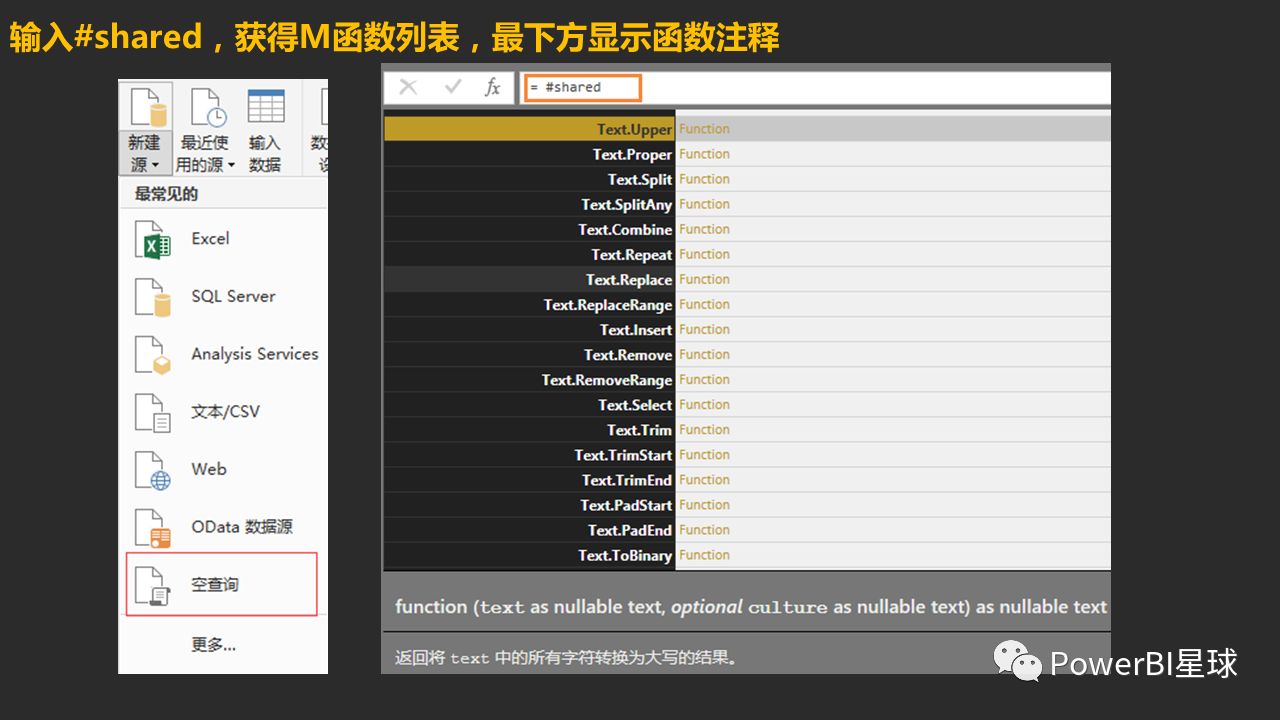 输入#shared，获得M函数列表，最下方显示函数注释
新建
源
最近使
用的源
输入
数据
最常见的
Excel
SQL Server
Analysis Services
文本/CSV
Web
OData 数据源
空查询
更多...
fx
= #shared
Text.Upper Function
Text.Proper Function
Text.Split Function
Text.SplitAny Function
Text.Combine Function
Text.Repeat Function
Text.Replace Function
Text.ReplaceRange Function
Text.Insert Function
Text.Remove Function
Text.RemoveRange Function
Text.Select Function
Text.Trim Function
Text.TrimStart Function
Text.TrimEnd Function
Text.PadStart Function
Text.PadEnd Function
Text.ToBinary Function
function (text as nullable text, optional culture as nullable text) as nullable text
返回将 text 中的所有字符转换为大写的结果。
PowerBI星球